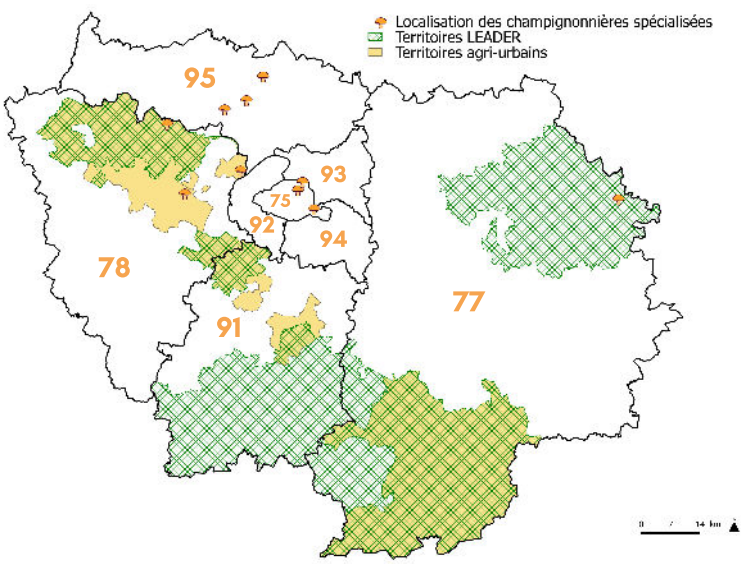 Localisation des champignonnières spécialisées
Territoires LEADER
Territoires agri-urbains
95
93
75
92
94
78
77
91
0 7 14 km